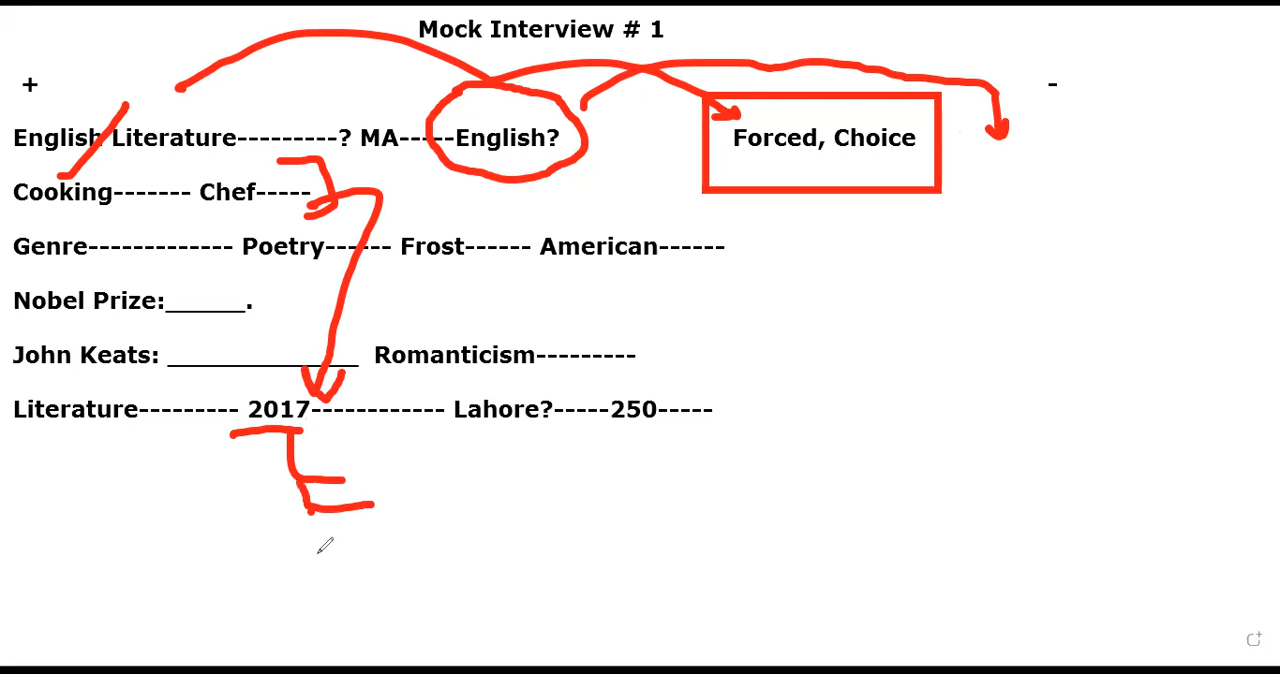 Mock Interview # 1
+ -
English Literature---------? MA-----English? Forced, Choice
Cooking------- Chef-----
Genre------------- Poetry------ Frost------ American------
Nobel Prize:______.
John Keats: _______________ Romanticism---------
Literature--------- 2017------------ Lahore?-----250-----